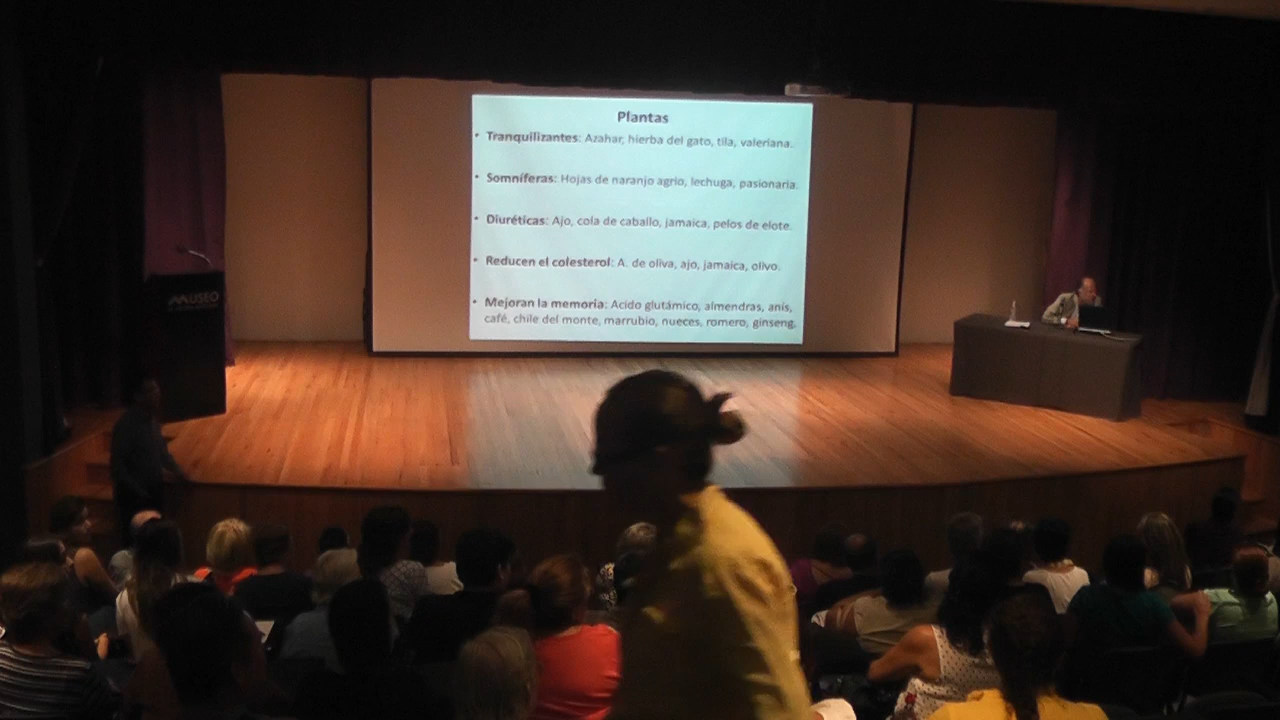 Plantas
• Tranquilizantes: Azahar, hierba del gato, tila, valeriana.
• Somníferas: Hojas de naranjo agrio, lechuga, pasionaria.
• Diuréticas: Ajo, cola de caballo, jamaica, pelos de elote.
• Reducen el colesterol: A. de oliva, ajo, jamaica, olivo.
• Mejoran la memoria: Acido glutámico, almendras, anis,
café, chile del monte, marrubio, nueces, romero, ginseng.
MUSEO